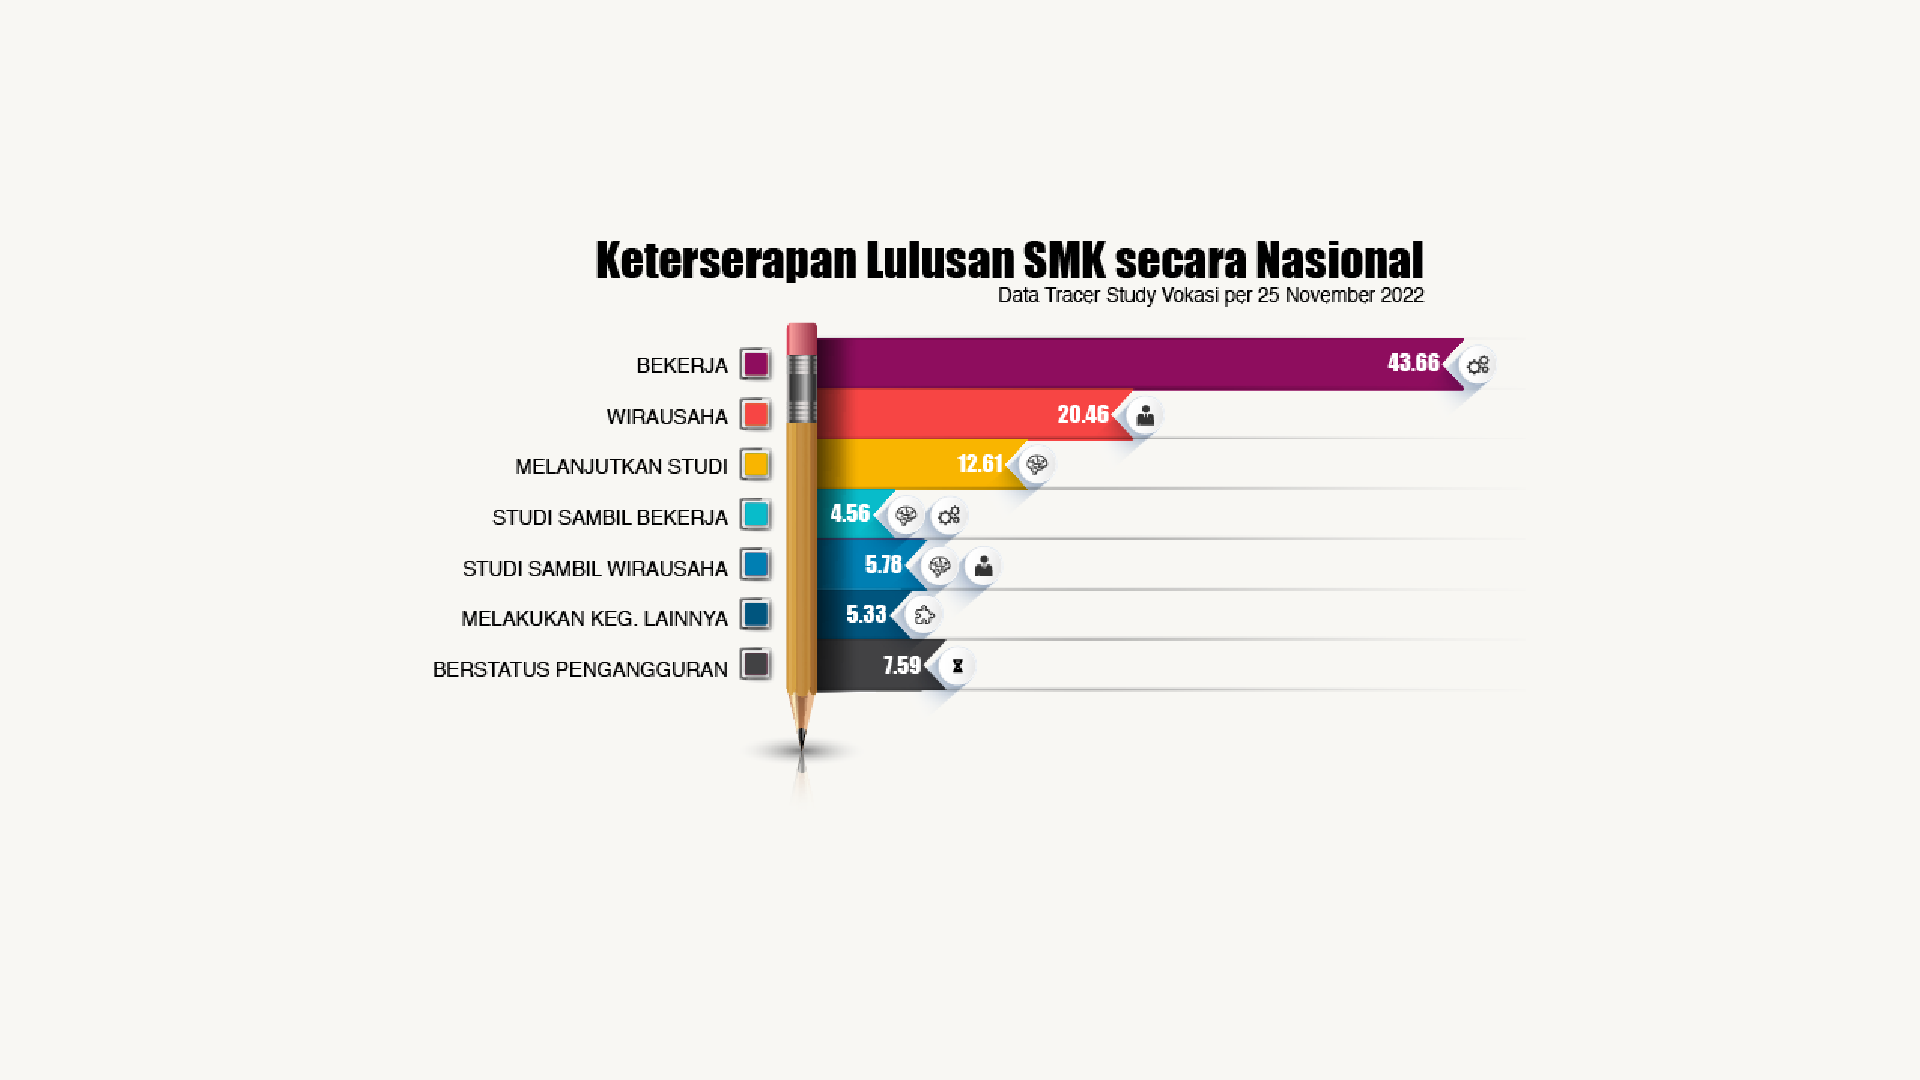 Keterserapan Lulusan SMK secara Nasional
Data Tracer Study Vokasi per 25 November 2022
BEKERJA 43.66
WIRAUSAHA 20.46
MELANJUTKAN STUDI 12.61
STUDI SAMBIL BEKERJA 4.56
STUDI SAMBIL WIRAUSAHA 5.78
MELAKUKAN KEG. LAINNYA 5.33
BERSTATUS PENGANGGURAN 7.59